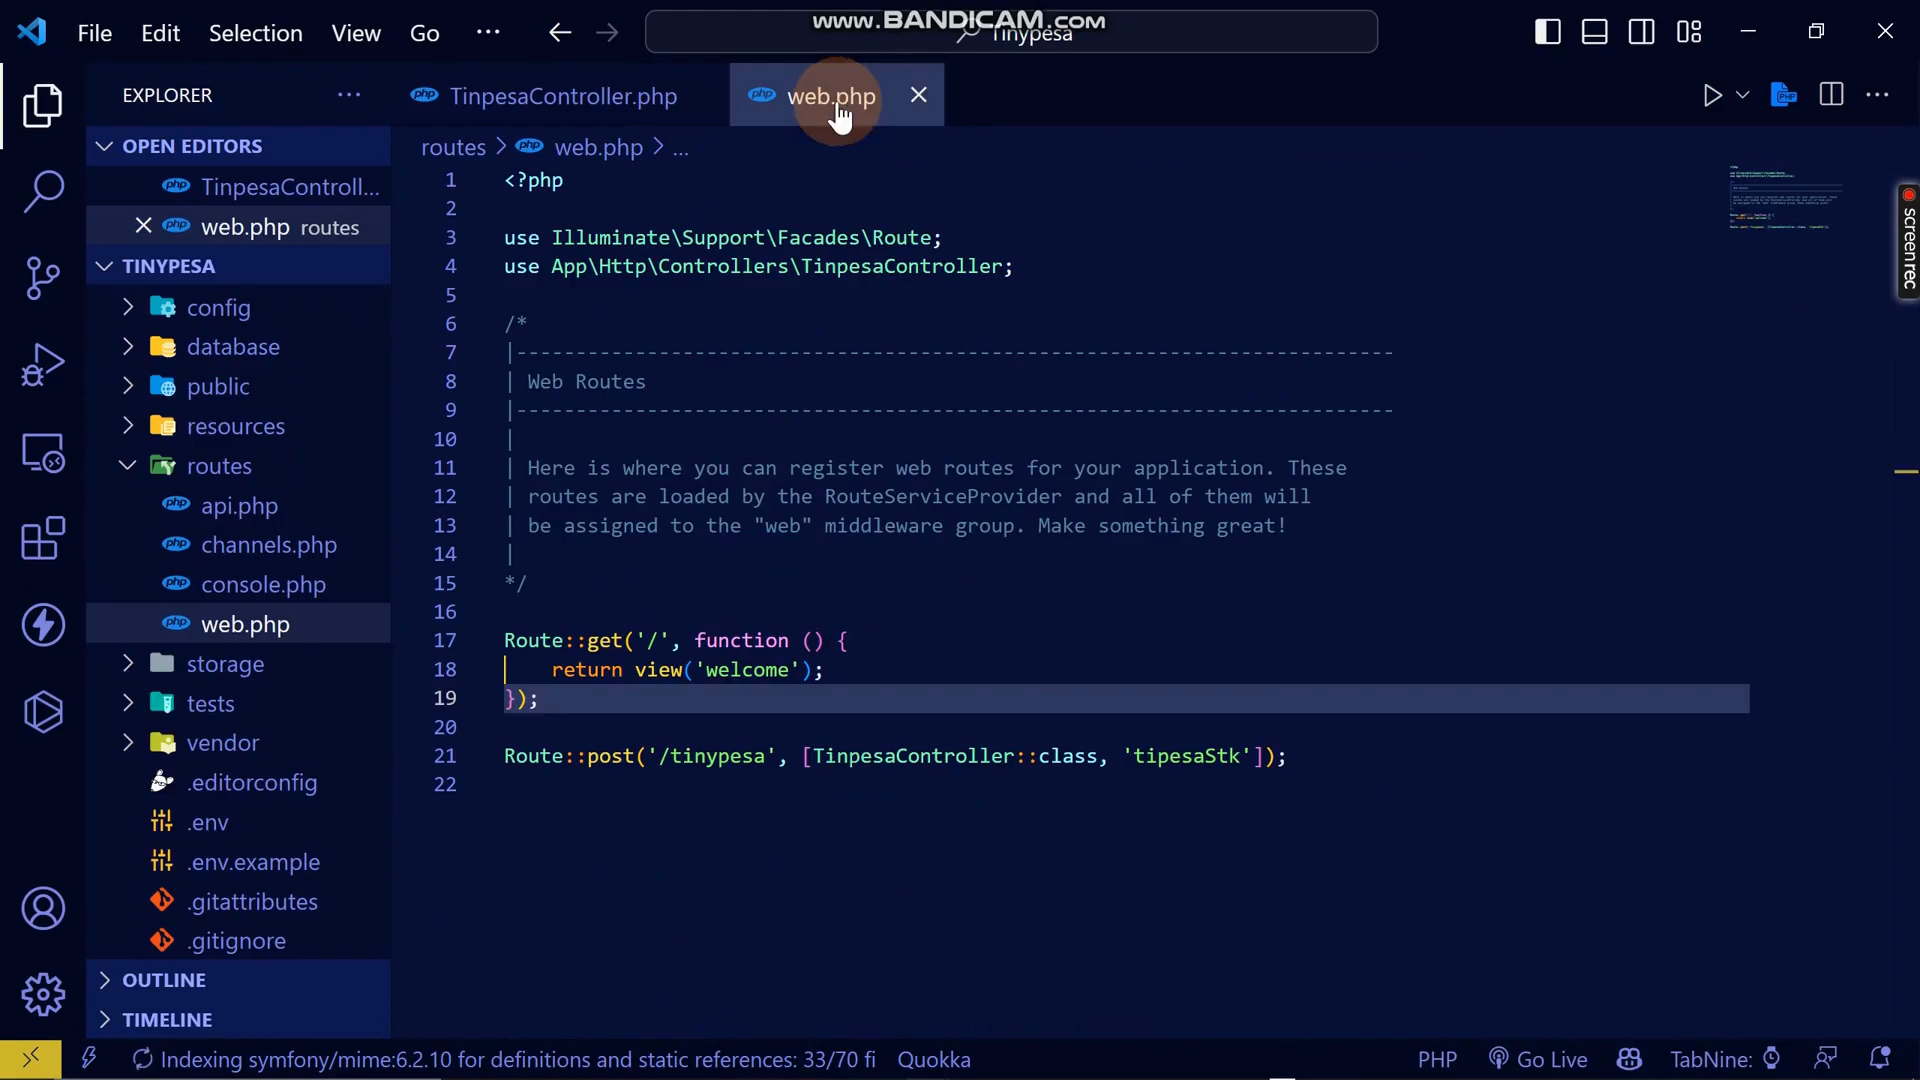 www.BANDICAM.com
File Edit Selection View Go ... Tinypesa
EXPLORER ...
TinpesaController.php
web.php
OPEN EDITORS
TinpesaControll...
web.php routes
TINYPESA
config
database
public
resources
routes
api.php
channels.php
console.php
web.php
storage
tests
vendor
.editorconfig
.env
.env.example
.gitattributes
.gitignore
OUTLINE
TIMELINE
routes > web.php > ...
1 <?php
2
3 use Illuminate\Support\Facades\Route;
4 use App\Http\Controllers\TinpesaController;
5
6 /*
7 |--------------------------------------------------------------------------
8 | Web Routes
9 |--------------------------------------------------------------------------
10 |
11 | Here is where you can register web routes for your application. These
12 | routes are loaded by the RouteServiceProvider and all of them will
13 | be assigned to the "web" middleware group. Make something great!
14 |
15 */
16
17 Route::get('/', function () {
18 return view('welcome');
19 });
20
21 Route::post('/tinypesa', [TinpesaController::class, 'tipesaStk']);
22
screenrec
Indexing symfony/mime:6.2.10 for definitions and static references: 33/70 fi Quokka PHP Go Live TabNine: